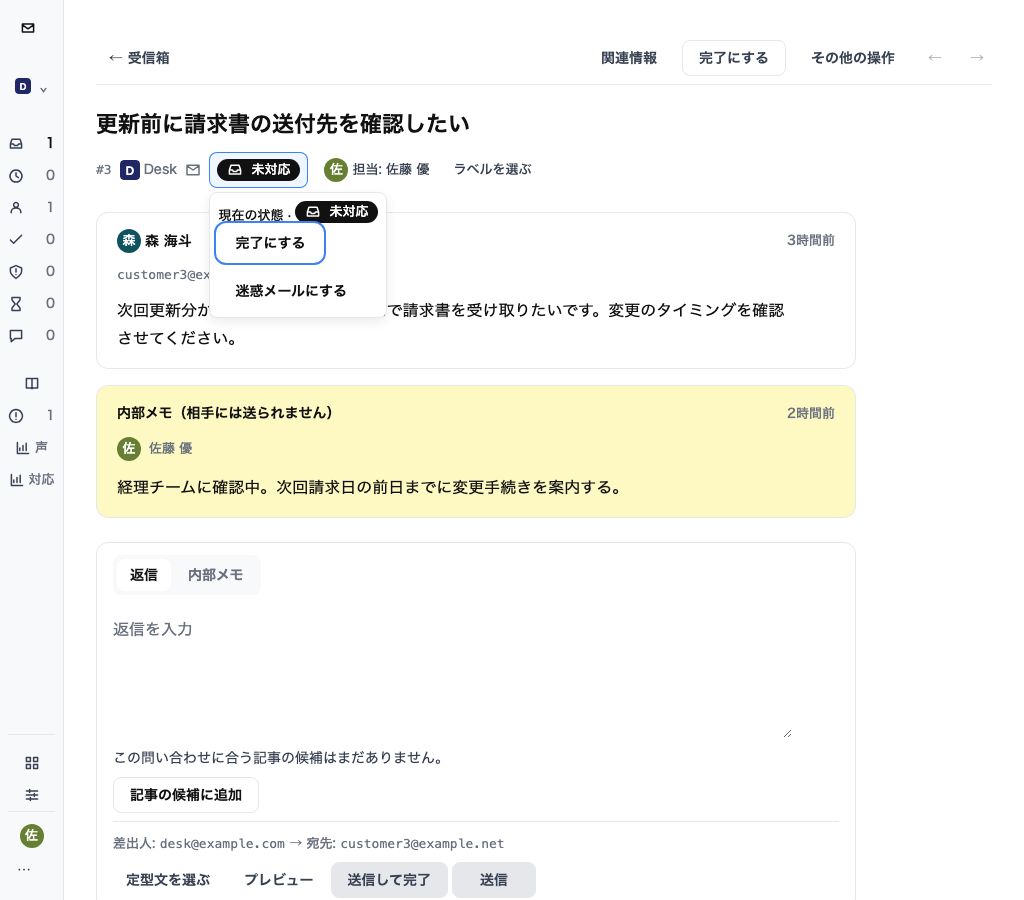 ← 受信箱
関連情報
完了にする
その他の操作
←
→
D
1
0
1
0
0
0
0
1
声
対応
佐
…
更新前に請求書の送付先を確認したい
#3 D Desk 未対応 佐 担当: 佐藤 優 ラベルを選ぶ
現在の状態 · 未対応
完了にする
迷惑メールにする
森 森 海斗 3時間前
customer3@ex
次回更新分か で請求書を受け取りたいです。変更のタイミングを確認
させてください。
内部メモ（相手には送られません） 2時間前
佐 佐藤 優
経理チームに確認中。次回請求日の前日までに変更手続きを案内する。
返信 内部メモ
返信を入力
この問い合わせに合う記事の候補はまだありません。
記事の候補に追加
差出人: desk@example.com → 宛先: customer3@example.net
定型文を選ぶ プレビュー 送信して完了 送信